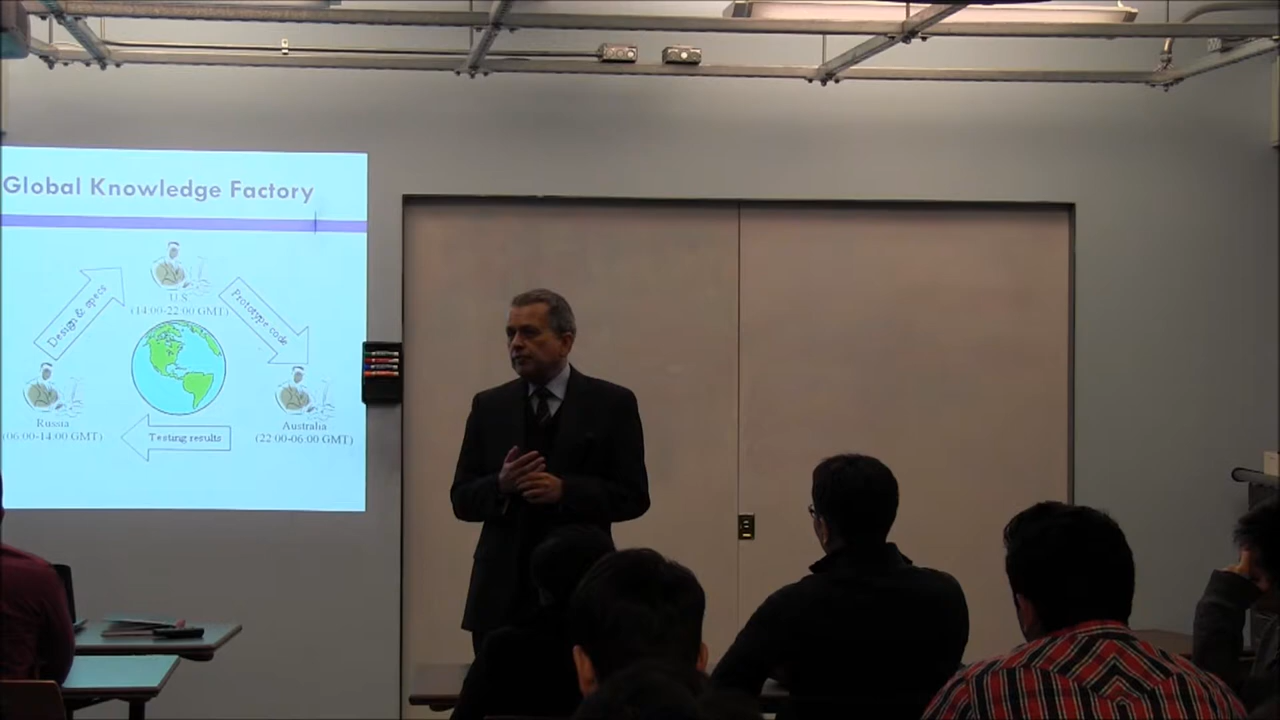 Global Knowledge Factory
U.S
(14:00-22:00 GMT)
Design & specs
Prototype code
Russia
(06:00-14:00 GMT)
Testing results
Australia
(22:00-06:00 GMT)